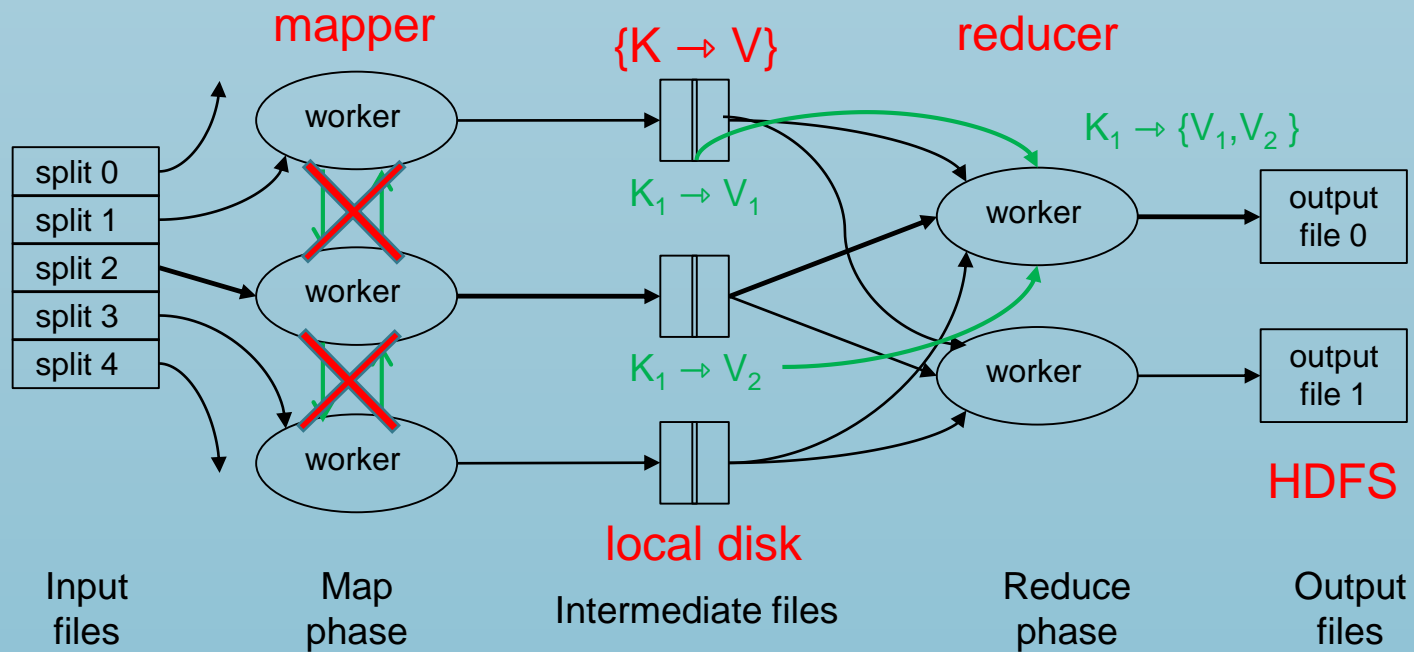 mapper
{K → V}
reducer
worker
K₁ → {V₁,V₂ }
split 0
split 1
split 2
split 3
split 4
K₁ → V₁
worker
output
file 0
worker
K₁ → V₂
worker
output
file 1
worker
HDFS
local disk
Input
files
Map
phase
Intermediate files
Reduce
phase
Output
files